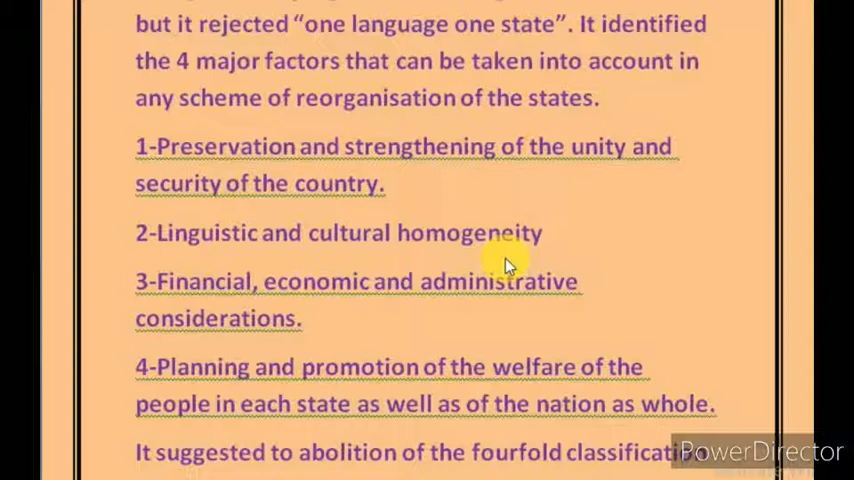 but it rejected “one language one state”. It identified
the 4 major factors that can be taken into account in
any scheme of reorganisation of the states.
1-Preservation and strengthening of the unity and
security of the country.
2-Linguistic and cultural homogeneity
3-Financial, economic and administrative
considerations.
4-Planning and promotion of the welfare of the
people in each state as well as of the nation as whole.
It suggested to abolition of the fourfold classification
PowerDirector